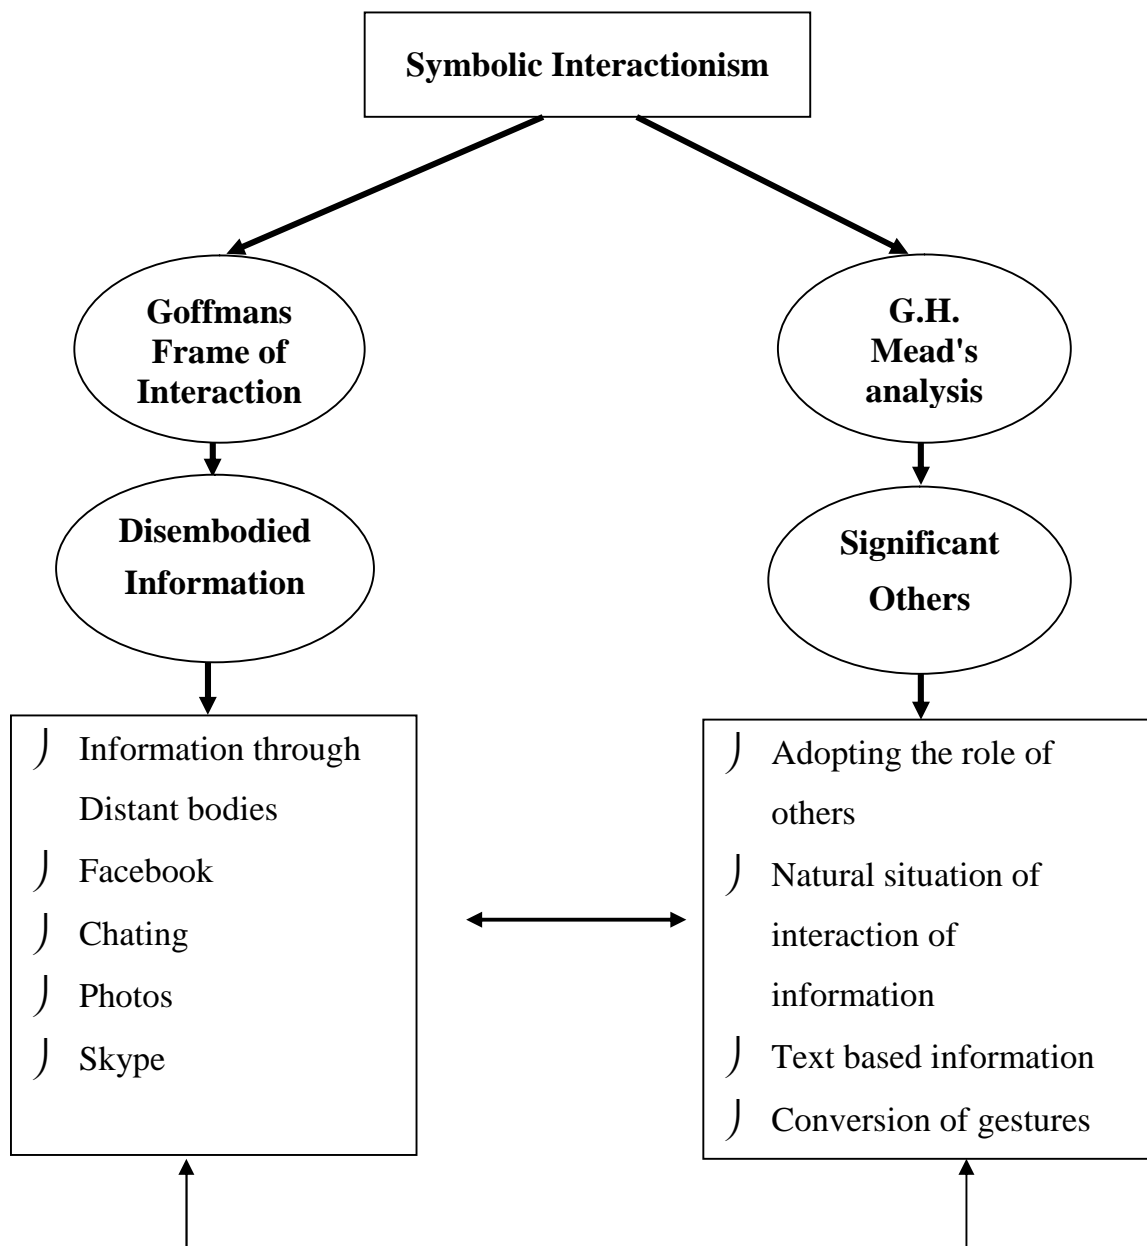 Symbolic Interactionism
Goffmans
Frame of
Interaction
G.H.
Mead's
analysis
Disembodied
Information
Significant
Others
Information through
Distant bodies
Facebook
Chating
Photos
Skype
Adopting the role of
others
Natural situation of
interaction of
information
Text based information
Conversion of gestures